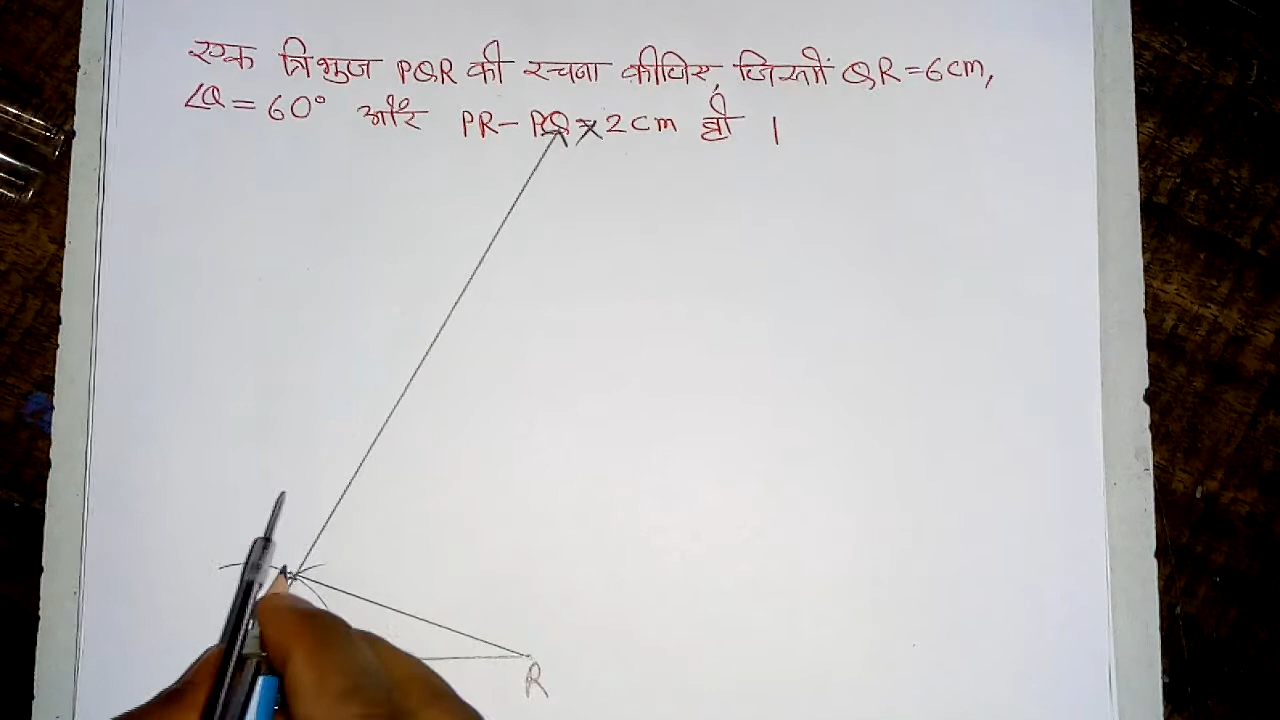 एक त्रिभुज PQR की रचना कीजिए, जिसमें QR=6cm,
∠Q = 60° और PR- PQ = 2cm हो ।
X
R